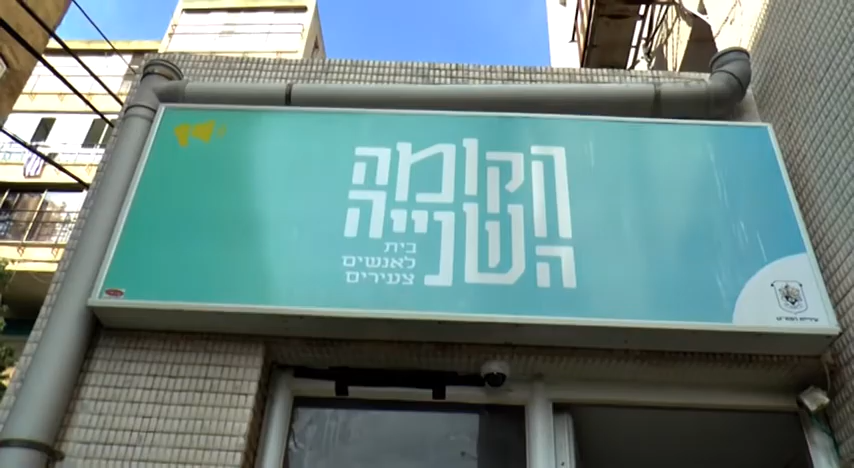 הקומה
השנייה
בית
לאנשים
צעירים